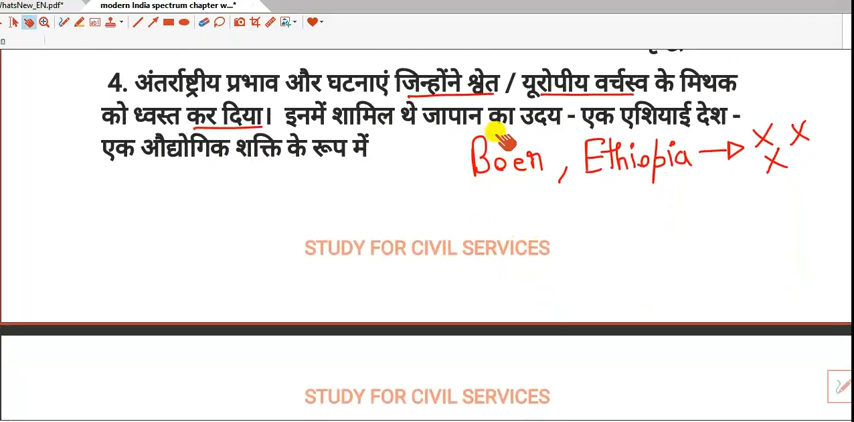 WhatsNew_EN.pdf*
modern India spectrum chapter w...*
4. अंतर्राष्ट्रीय प्रभाव और घटनाएं जिन्होंने श्वेत / यूरोपीय वर्चस्व के मिथक
को ध्वस्त कर दिया। इनमें शामिल थे जापान का उदय - एक एशियाई देश -
एक औद्योगिक शक्ति के रूप में
Boer, Ethiopia → x x x
STUDY FOR CIVIL SERVICES
STUDY FOR CIVIL SERVICES